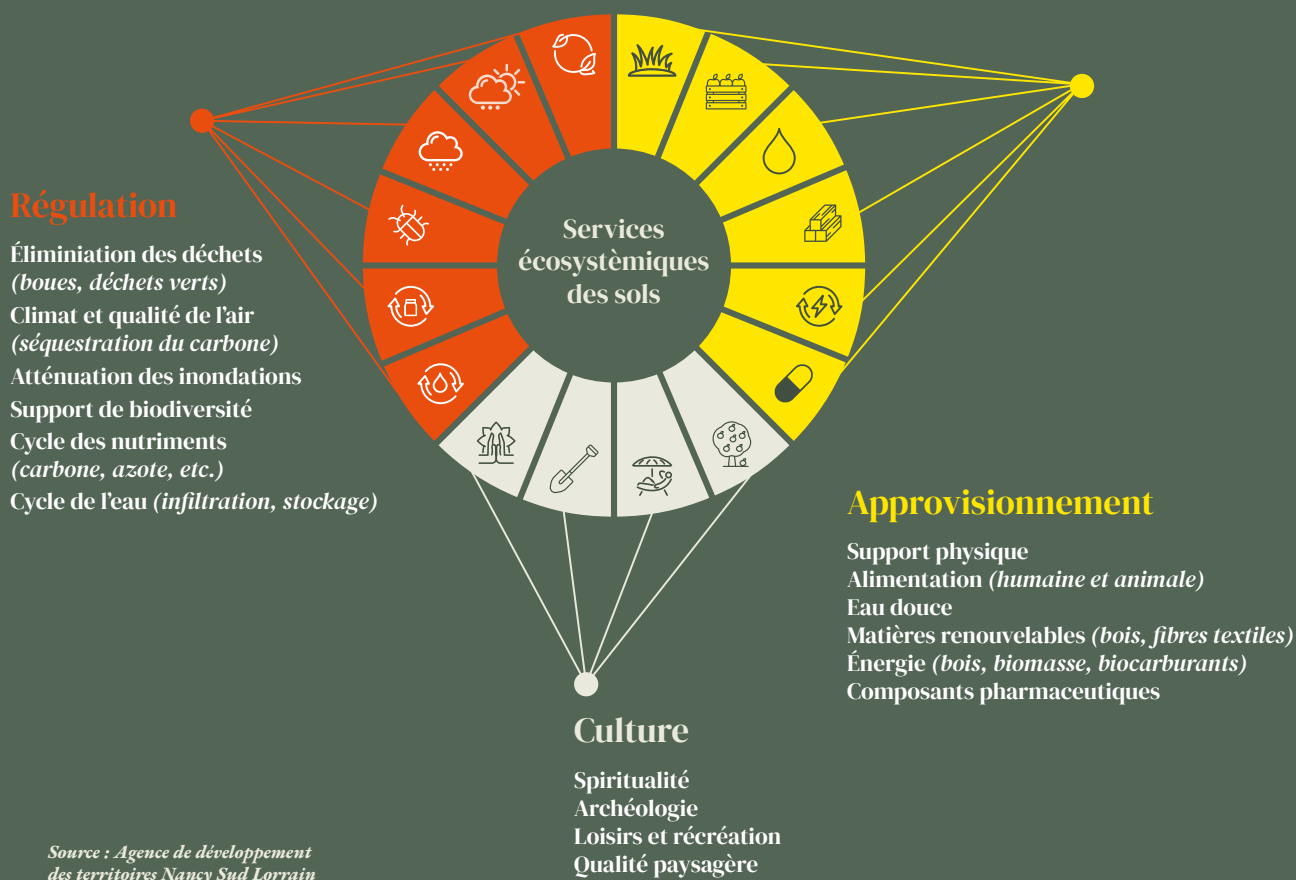 Services
écosystèmiques
des sols
Régulation
Éliminiation des déchets
(boues, déchets verts)
Climat et qualité de l'air
(séquestration du carbone)
Atténuation des inondations
Support de biodiversité
Cycle des nutriments
(carbone, azote, etc.)
Cycle de l'eau (infiltration, stockage)
Approvisionnement
Support physique
Alimentation (humaine et animale)
Eau douce
Matières renouvelables (bois, fibres textiles)
Énergie (bois, biomasse, biocarburants)
Composants pharmaceutiques
Culture
Spiritualité
Archéologie
Loisirs et récréation
Qualité paysagère
Source : Agence de développement
des territoires Nancy Sud Lorrain